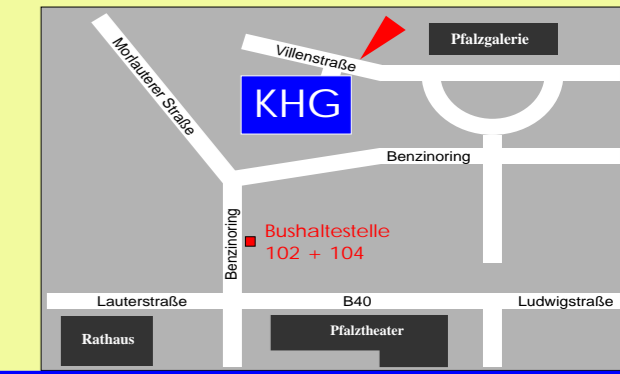 Pfalzgalerie
Villenstraße
Morlauterer Straße
KHG
Benzinoring
Benzinoring
Bushaltestelle
102 + 104
Lauterstraße
B40
Ludwigstraße
Rathaus
Pfalztheater